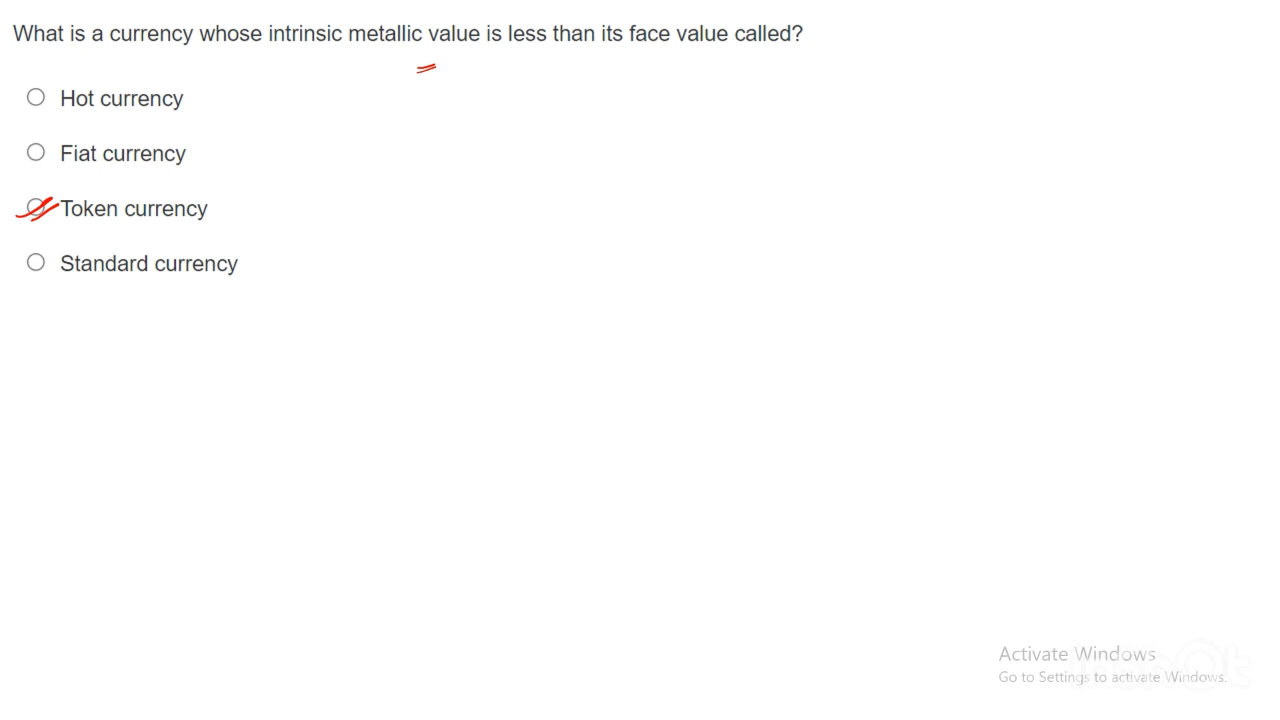 What is a currency whose intrinsic metallic value is less than its face value called?
Hot currency
Fiat currency
Token currency
Standard currency
Activate Windows
Go to Settings to activate Windows.